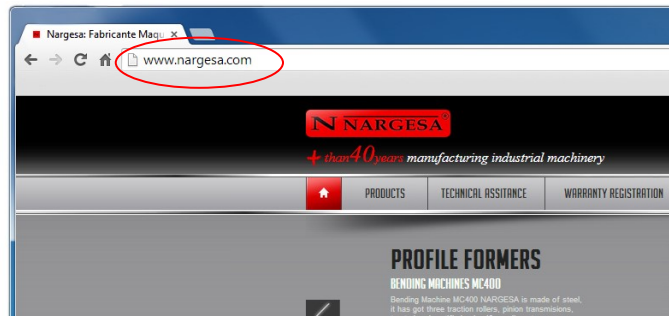 Nargesa: Fabricante Maqu
www.nargesa.com
N NARGESA®
+ than 40 years manufacturing industrial machinery
PRODUCTS TECHNICAL ASSITANCE WARRANTY REGISTRATION
PROFILE FORMERS
BENDING MACHINES MC400
Bending Machine MC400 NARGESA is made of steel,
it has got three traction rollers, pinion transmisions,